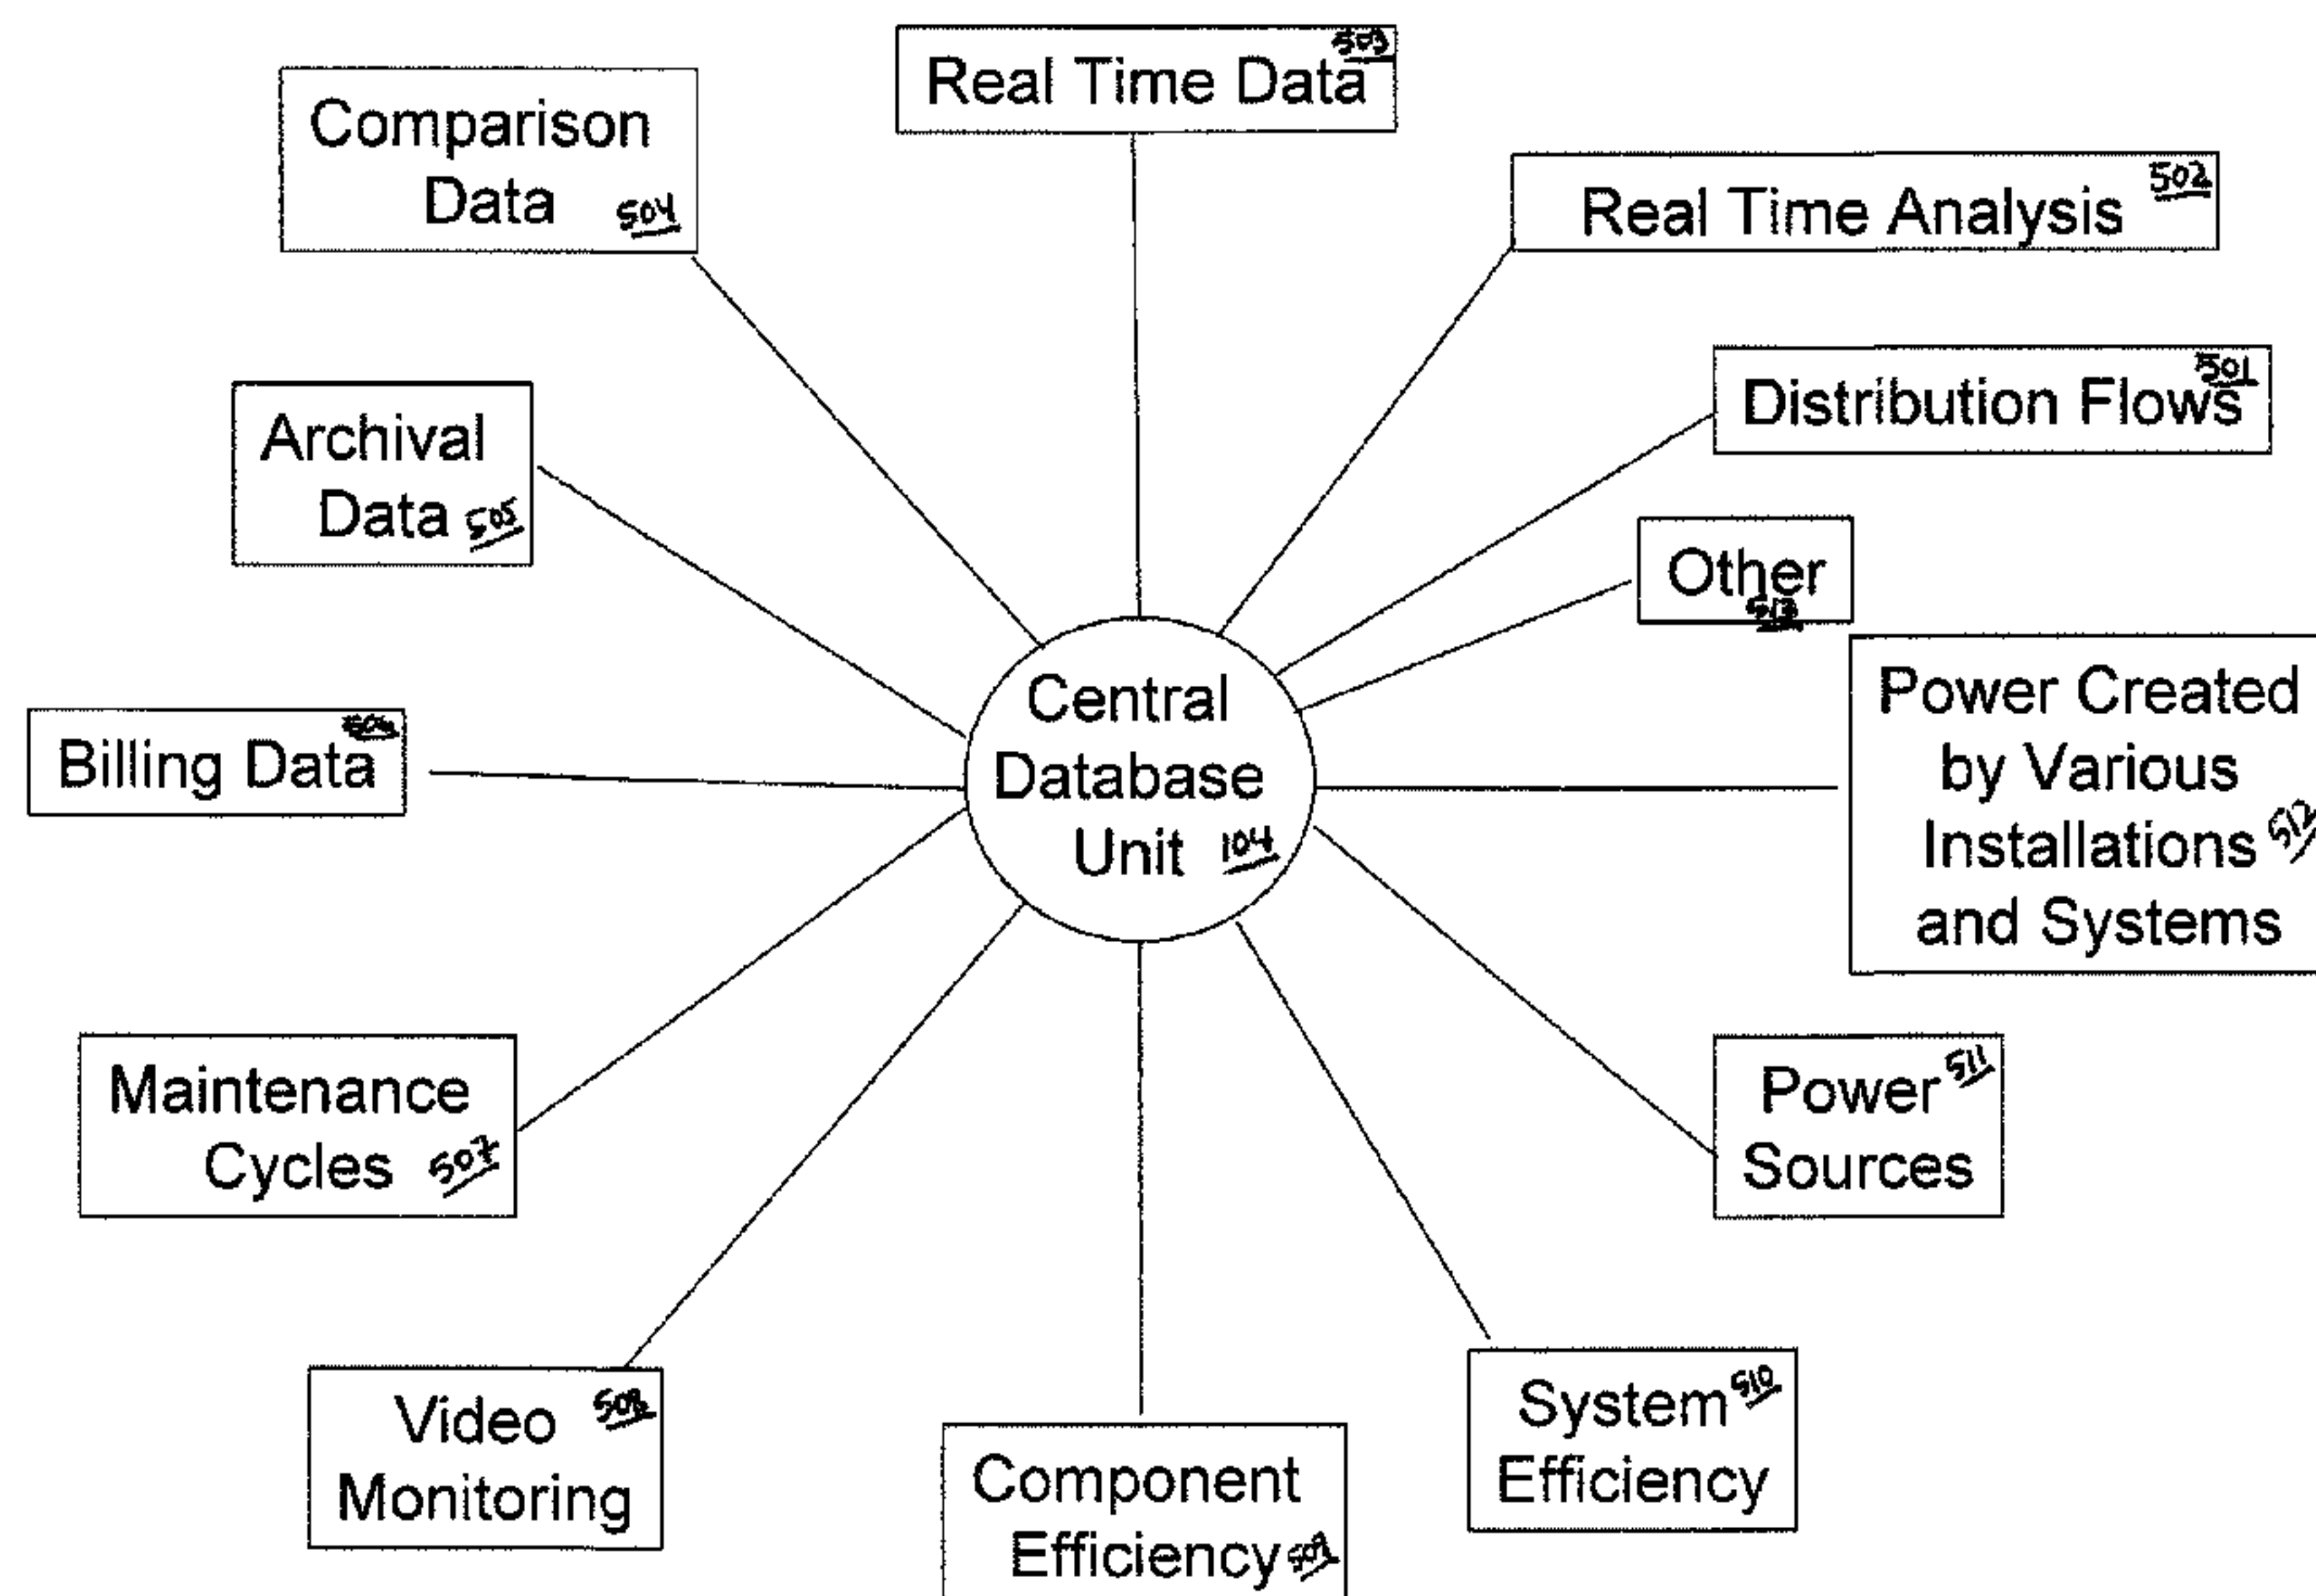 Real Time Data 503
Comparison
Data 504
Real Time Analysis 502
Distribution Flows 501
Archival
Data 505
Other
Central
Database
Unit 104
Power Created
by Various
Installations 512
and Systems
Billing Data
Maintenance
Cycles 507
Power 511
Sources
Video 508
Monitoring
System 510
Efficiency
Component
Efficiency 509